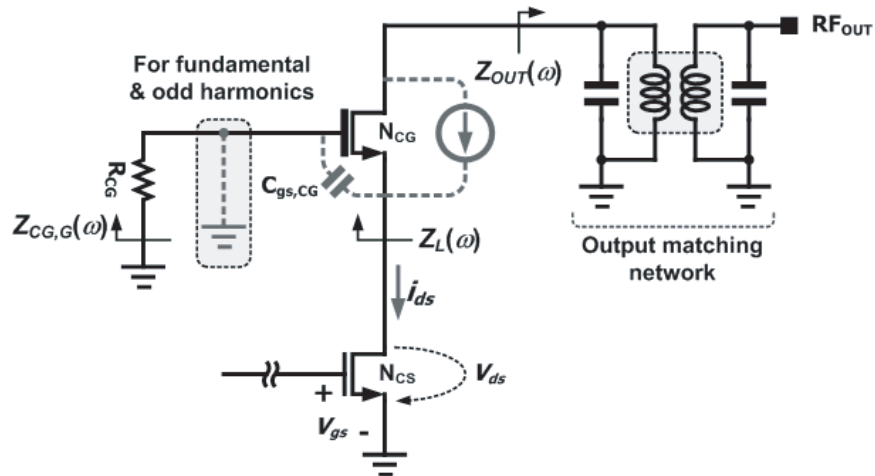 RF_OUT
For fundamental
& odd harmonics
Z_OUT(ω)
N_CG
R_CG
C_gs,CG
Z_CG,G(ω)
Z_L(ω)
Output matching
network
i_ds
N_CS
V_ds
+
V_gs -